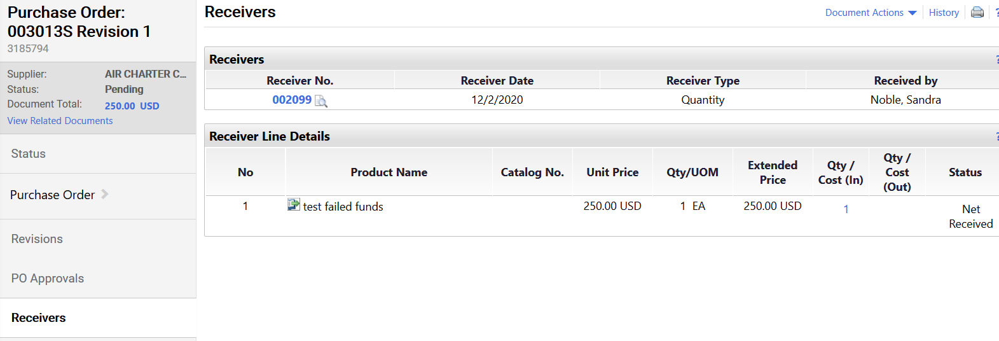 Purchase Order:
003013S Revision 1
3185794
Supplier: AIR CHARTER C...
Status: Pending
Document Total: 250.00 USD
View Related Documents
Status
Purchase Order
Revisions
PO Approvals
Receivers
Receivers
Document Actions History ?
Receivers ?
Receiver No. Receiver Date Receiver Type Received by
002099 12/2/2020 Quantity Noble, Sandra
Receiver Line Details ?
No Product Name Catalog No. Unit Price Qty/UOM Extended Price Qty / Cost (In) Qty / Cost (Out) Status
1 test failed funds 250.00 USD 1 EA 250.00 USD 1 Net Received